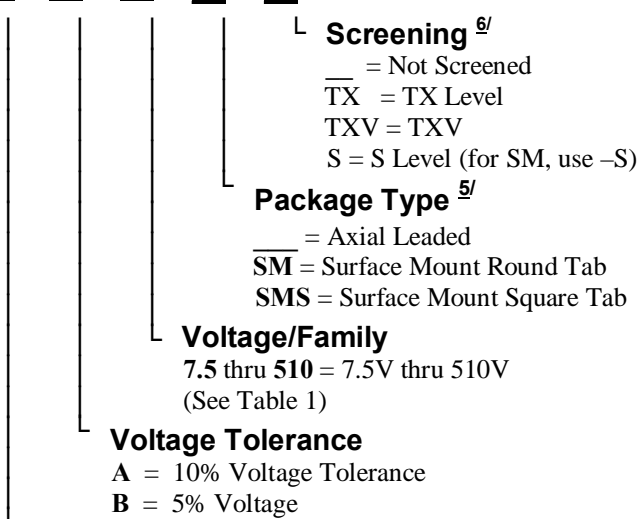 Screening 6/
__ = Not Screened
TX = TX Level
TXV = TXV
S = S Level (for SM, use –S)
Package Type 5/
___ = Axial Leaded
SM = Surface Mount Round Tab
SMS = Surface Mount Square Tab
Voltage/Family
7.5 thru 510 = 7.5V thru 510V
(See Table 1)
Voltage Tolerance
A = 10% Voltage Tolerance
B = 5% Voltage